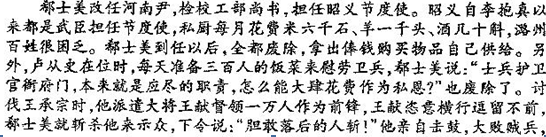 郗士美改任河南尹，检校工部尚书，担任昭义节度使。昭义自李抱真以
来都是武臣担任节度使，私厨每月花费米六千石、羊一千头、酒几十斛，潞州
百姓很困乏。郗士美到任以后，全都废除，拿出俸钱购买物品自己供给。另
外，卢从史在位时，每天准备三百人的饭菜来慰劳卫兵，郗士美说：“士兵护卫
官衙府门，本来就是应尽的职责，怎么能大肆花费作为私恩？”也废除了。讨
伐王承宗时，他派遣大将王献督领一万人作为前锋，王献恣意横行逗留不前，
郗士美就斩杀他来示众，下令说：“胆敢落后的人斩！”他亲自击鼓，大败贼兵，